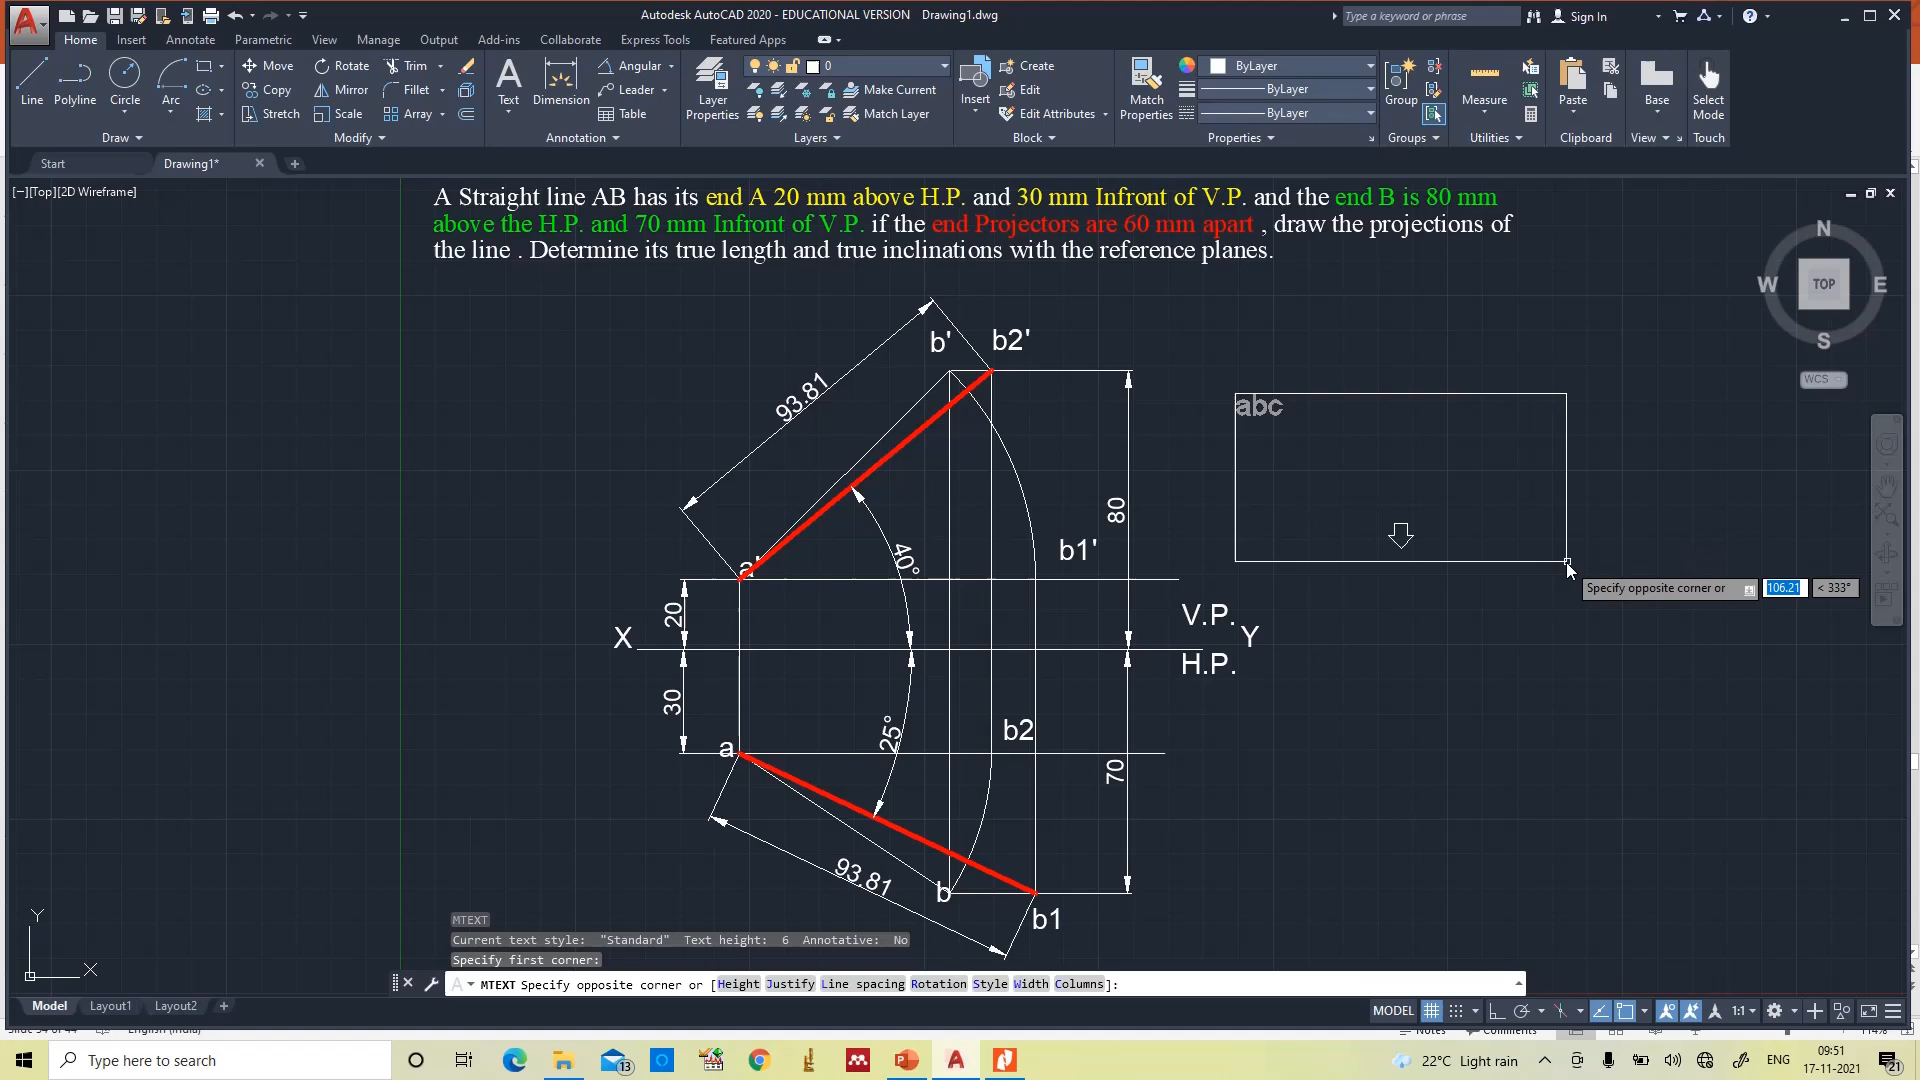 Autodesk AutoCAD 2020 - EDUCATIONAL VERSION Drawing1.dwg
Type a keyword or phrase
Sign In
Home Insert Annotate Parametric View Manage Output Add-ins Collaborate Express Tools Featured Apps
Line Polyline Circle Arc
Move Rotate Trim
Copy Mirror Fillet
Stretch Scale Array
Text Dimension
Angular
Leader
Table
Layer Properties
0
Make Current
Match Layer
Insert
Create
Edit
Edit Attributes
Match Properties
ByLayer
ByLayer
ByLayer
Group
Measure
Paste
Base
Select Mode
Draw Modify Annotation Layers Block Properties Groups Utilities Clipboard View Touch
Start Drawing1*
[−][Top][2D Wireframe]
A Straight line AB has its end A 20 mm above H.P. and 30 mm Infront of V.P. and the end B is 80 mm
above the H.P. and 70 mm Infront of V.P. if the end Projectors are 60 mm apart , draw the projections of
the line . Determine its true length and true inclinations with the reference planes.
N
W TOP E
S
WCS
b' b2'
93.81
abc
80
40°
b1'
a'
20
V.P.
X Y
H.P.
30
25°
b2
a
70
93.81
b
b1
Specify opposite corner or 106.21 < 333°
Y
X
MTEXT
Current text style: "Standard" Text height: 6 Annotative: No
Specify first corner:
MTEXT Specify opposite corner or [Height Justify Line spacing Rotation Style Width Columns]:
Model Layout1 Layout2
MODEL 1:1
Type here to search
13
22°C Light rain
ENG
09:51
17-11-2021
21